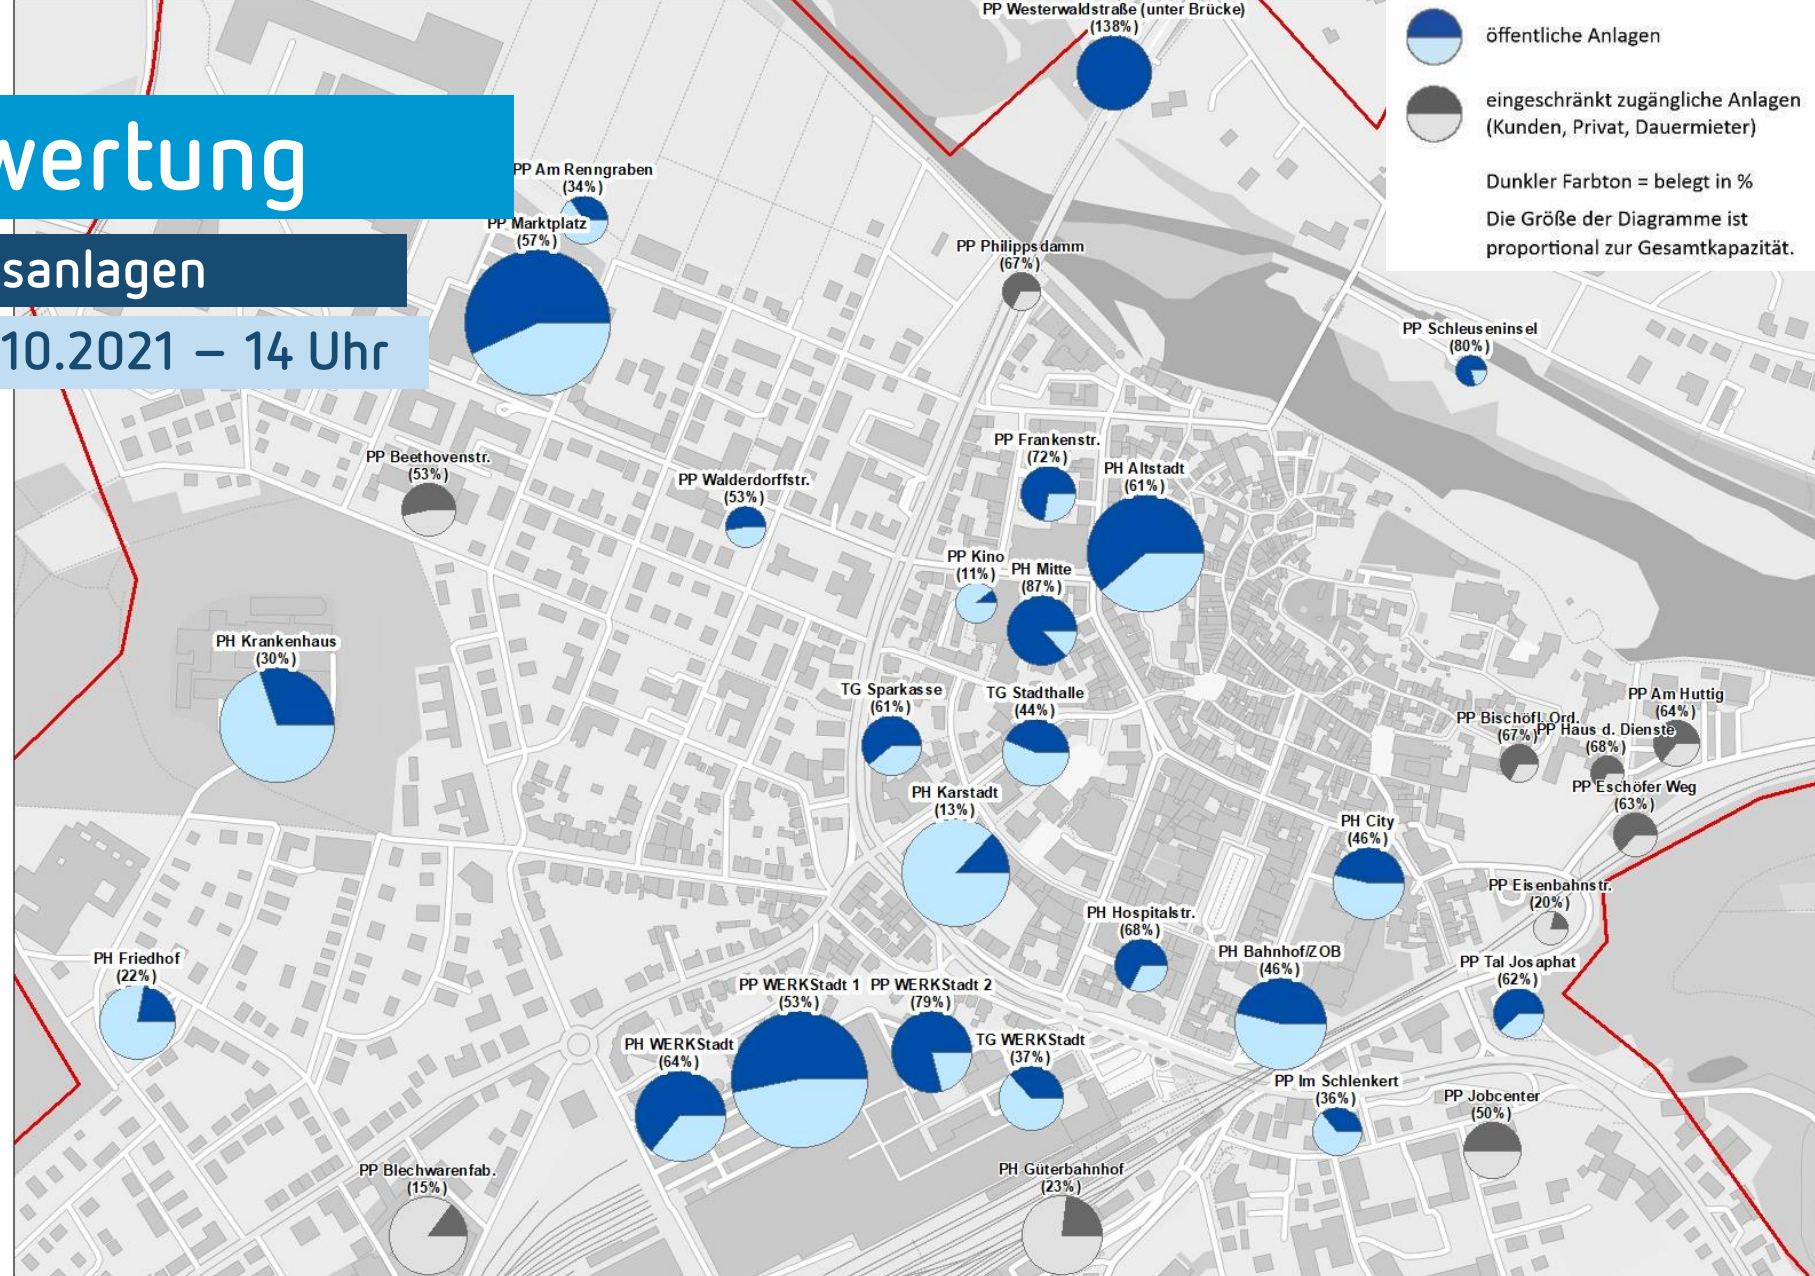 wertung
sanlagen
10.2021 – 14 Uhr
öffentliche Anlagen
eingeschränkt zugängliche Anlagen
(Kunden, Privat, Dauermieter)
Dunkler Farbton = belegt in %
Die Größe der Diagramme ist
proportional zur Gesamtkapazität.
PP Westerwaldstraße (unter Brücke)
(138%)
PP Am Renngraben
(34%)
PP Marktplatz
(57%)
PP Philippsdamm
(67%)
PP Schleuseninsel
(80%)
PP Beethovenstr.
(53%)
PP Walderdorffstr.
(53%)
PP Frankenstr.
(72%)
PH Altstadt
(61%)
PP Kino
(11%)
PH Mitte
(87%)
PH Krankenhaus
(30%)
TG Sparkasse
(61%)
TG Stadthalle
(44%)
PP Am Huttig
(64%)
PP Bischöfl. Ord.
(67%)
PP Haus d. Dienste
(68%)
PP Eschöfer Weg
(63%)
PH Karstadt
(13%)
PH City
(46%)
PP Eisenbahnstr.
(20%)
PH Hospitalstr.
(68%)
PH Bahnhof/ZOB
(46%)
PP Tal Josaphat
(62%)
PH Friedhof
(22%)
PP WERKStadt 1
(53%)
PP WERKStadt 2
(79%)
PH WERKStadt
(64%)
TG WERKStadt
(37%)
PP Im Schlenkert
(36%)
PP Jobcenter
(50%)
PP Blechwarenfab.
(15%)
PH Güterbahnhof
(23%)